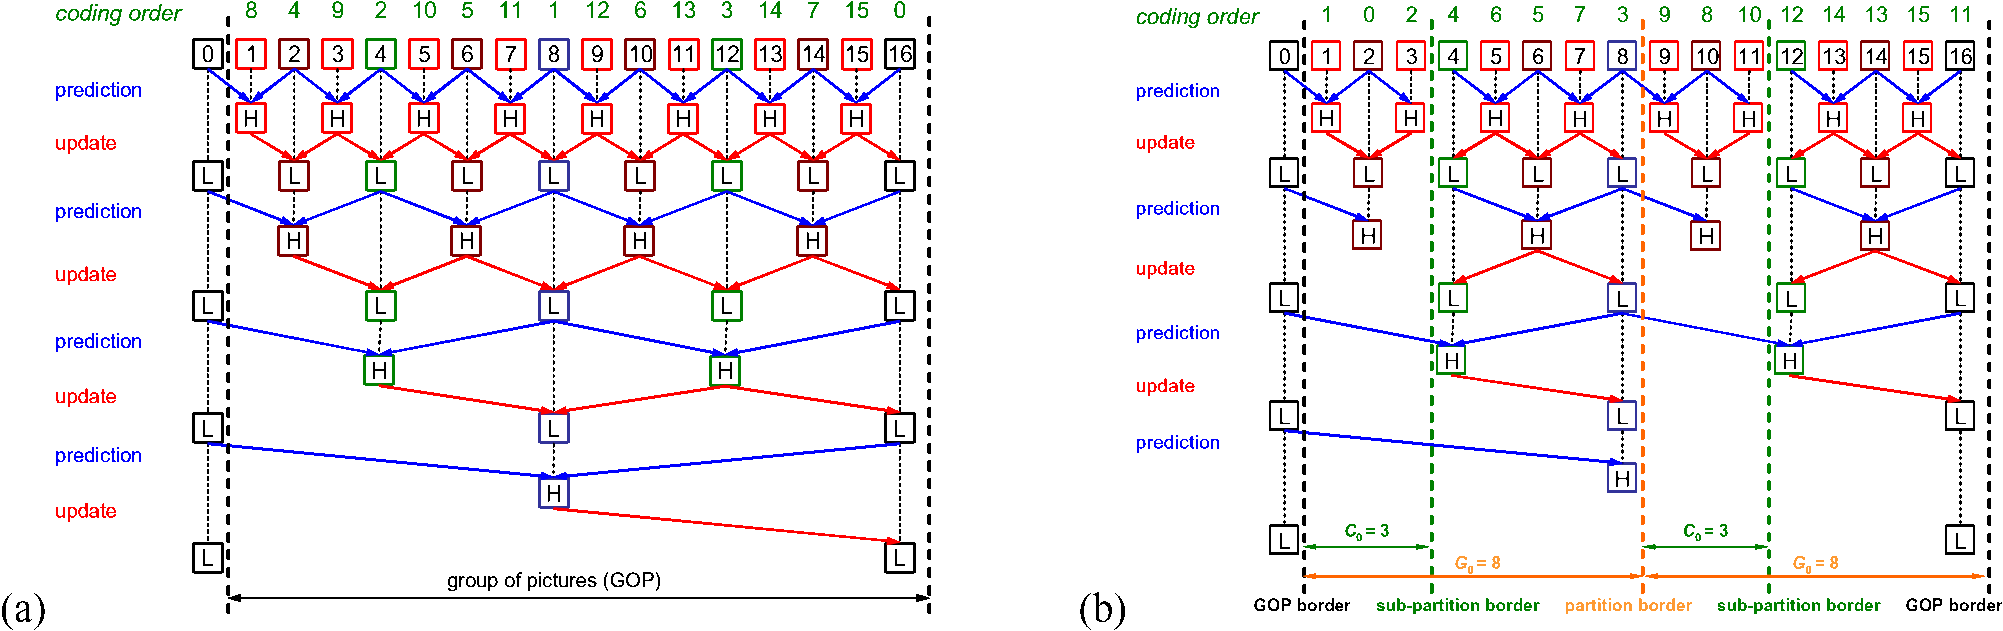 coding order 8 4 9 2 10 5 11 1 12 6 13 3 14 7 15 0
0 1 2 3 4 5 6 7 8 9 10 11 12 13 14 15 16
prediction
H H H H H H H H
update
L L L L L L L L L
prediction
H H H H
update
L L L L L
prediction
H H
update
L L L
prediction
H
update
L L
group of pictures (GOP)
(a)
coding order 1 0 2 4 6 5 7 3 9 8 10 12 14 13 15 11
0 1 2 3 4 5 6 7 8 9 10 11 12 13 14 15 16
prediction
H H H H H H H H
update
L L L L L L L L L
prediction
H H H H
update
L L L L L
prediction
H H
update
L L L
prediction
H
L L
C0 = 3 C0 = 3
G0 = 8 G0 = 8
GOP border sub-partition border partition border sub-partition border GOP border
(b)